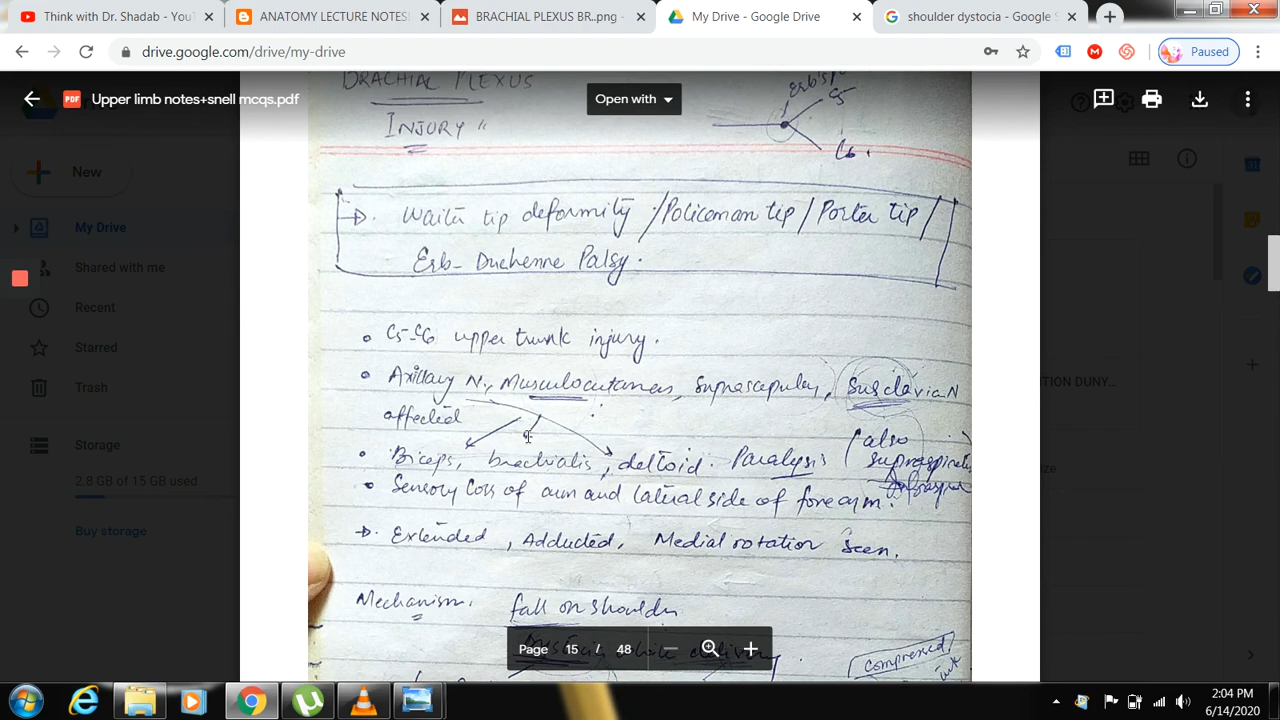 Think with Dr. Shadab - You
ANATOMY LECTURE NOTES!
BRACHIAL PLEXUS BR..png -
My Drive - Google Drive
shoulder dystocia - Google S
drive.google.com/drive/my-drive
Paused
Upper limb notes+snell mcqs.pdf
Open with
BRACHIAL PLEXUS
INJURY"
Erb's
C5
C6.
Waiter tip deformity /Policeman tip / Porter tip /
Erb- Duchenne Palsy.
C5-C6 upper trunk injury.
Axillary N, Musculocutaneous, Suprascapular, Susclavian N
affected
Biceps, brachialis, deltoid. Paralysis (also
supraspinatus
Sensory loss of arm and lateral side of forearm.
Extended, Adducted, Medial rotation seen.
Mechanism. fall on shoulder
Page 15 / 48
Compressed
New
My Drive
Shared with me
Recent
Starred
Trash
Storage
2.8 GB of 15 GB used
Buy storage
ITION DUNY...
2:04 PM
6/14/2020